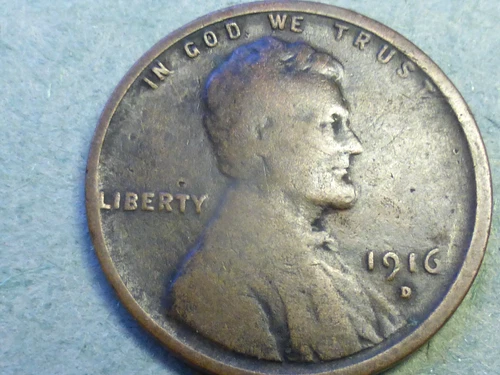 IN GOD WE TRUST
LIBERTY
1916
D